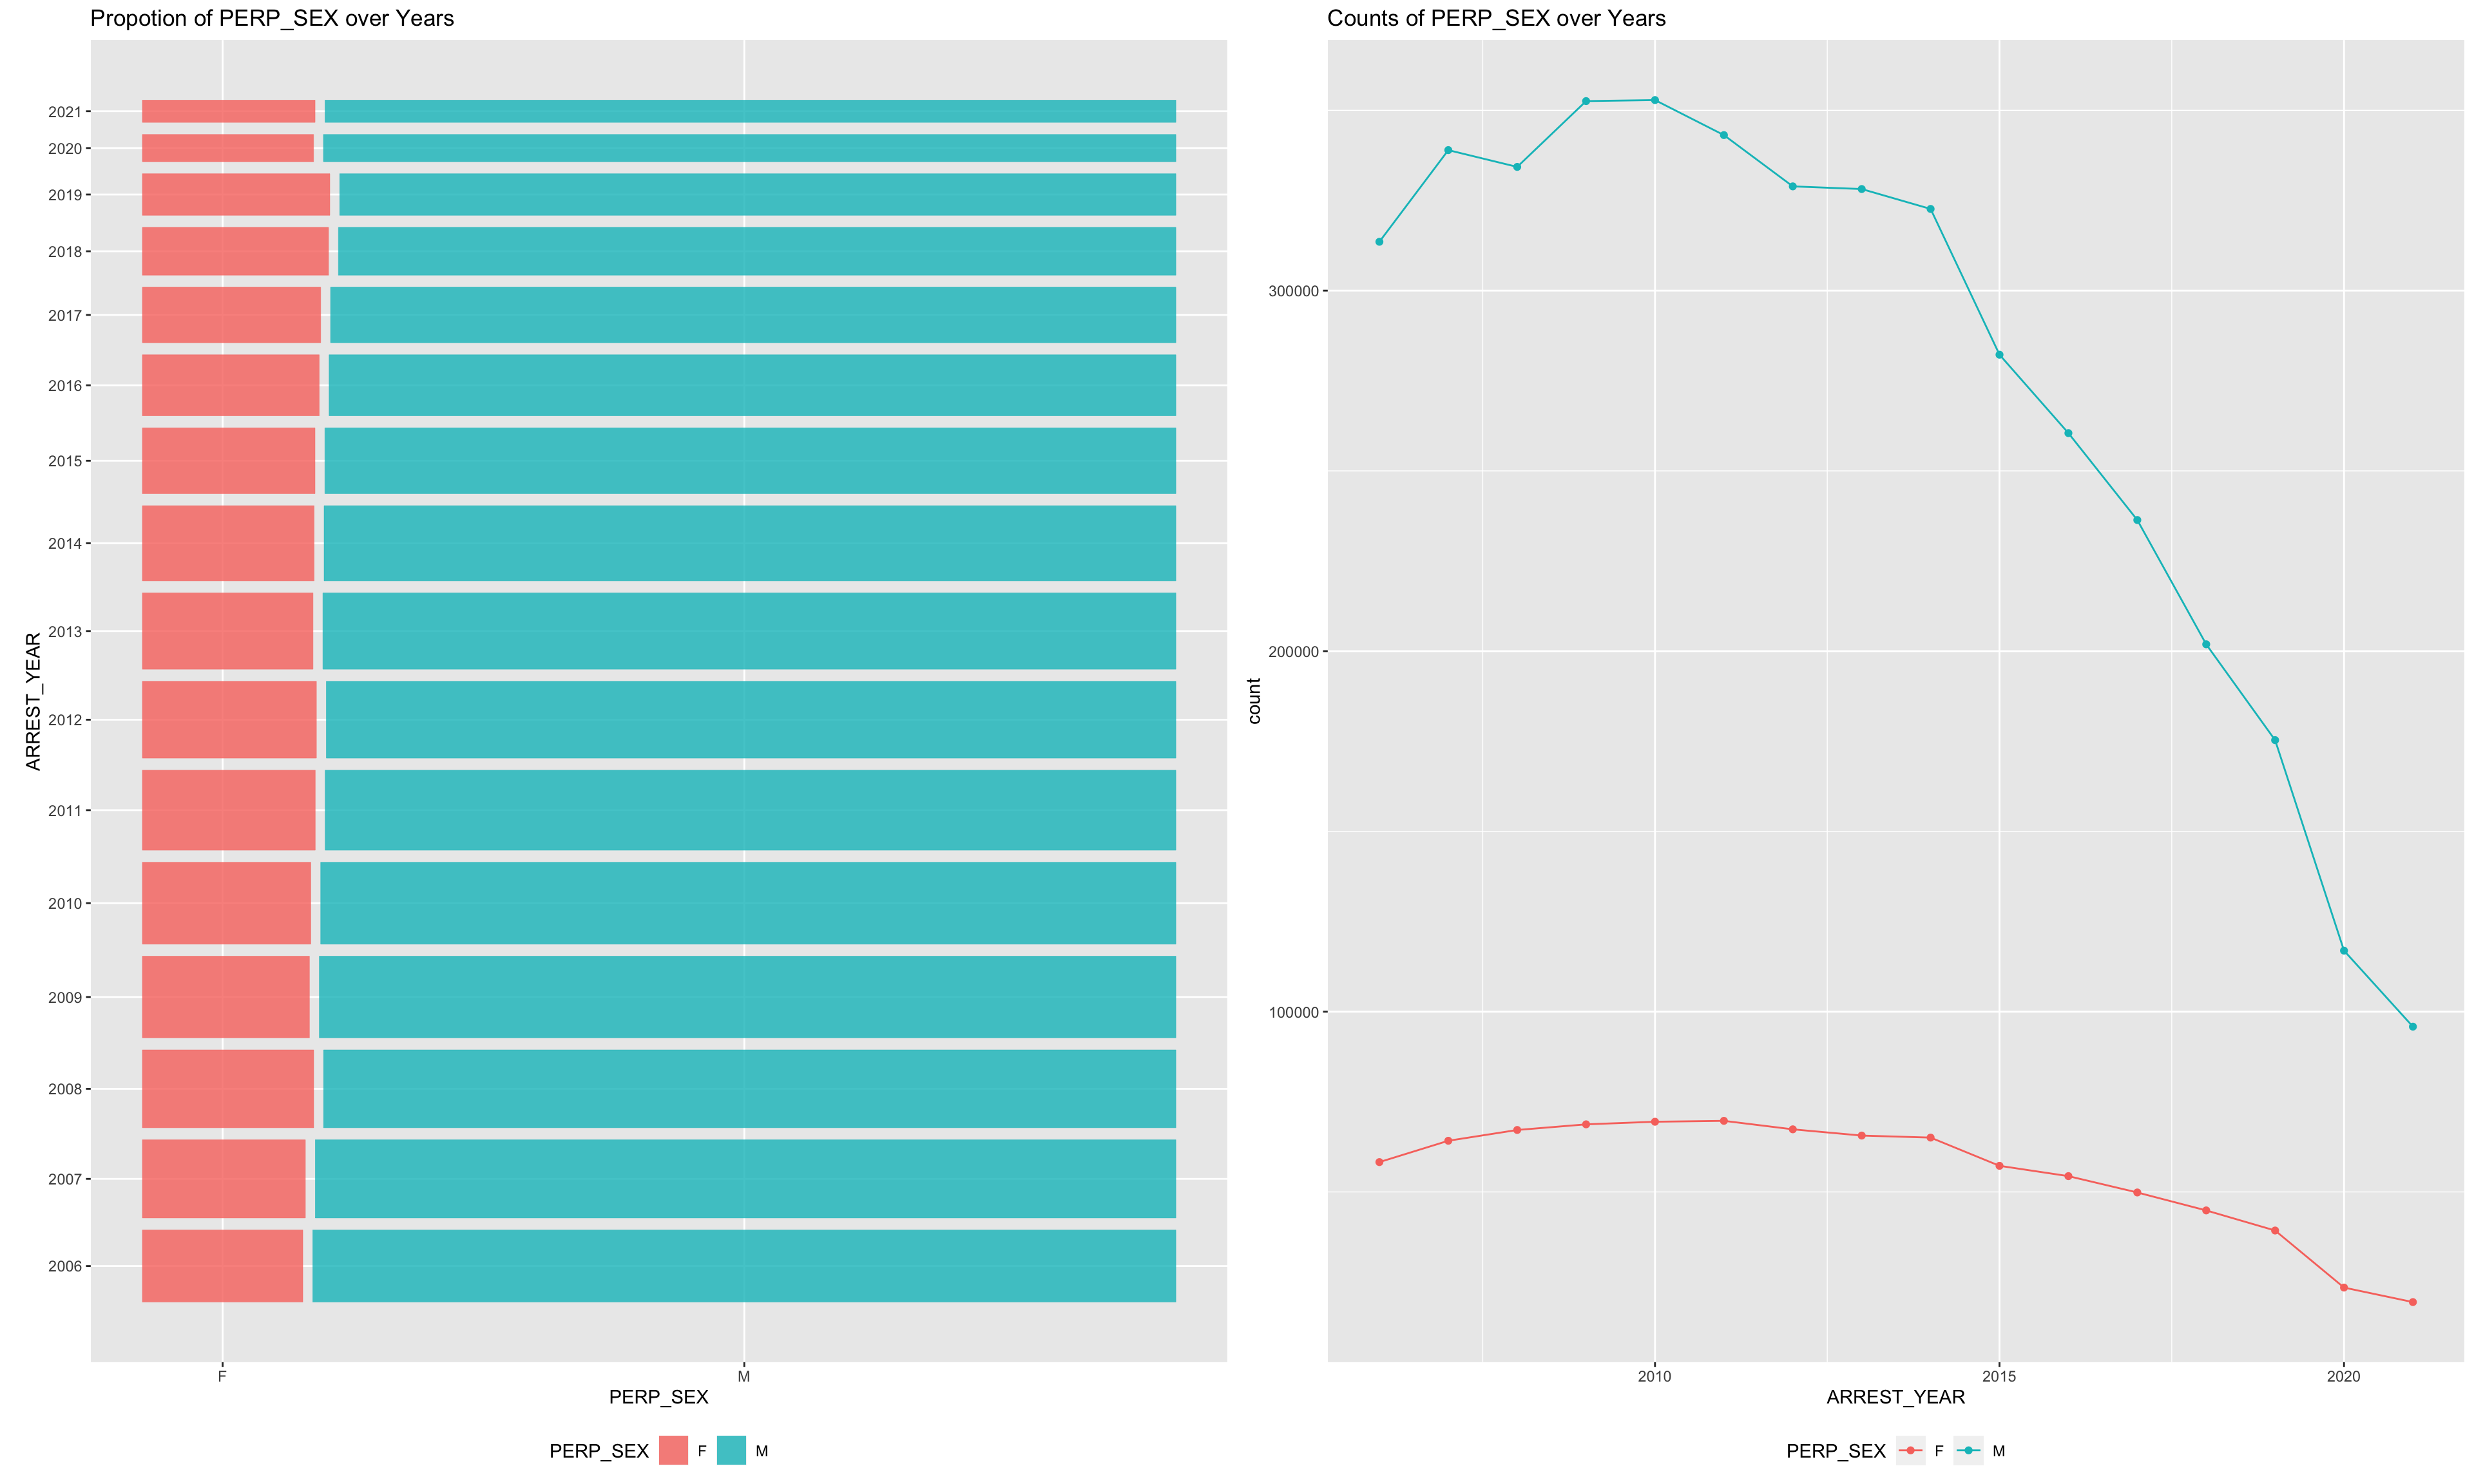 Propotion of PERP_SEX over Years
2021
2020
2019
2018
2017
2016
2015
2014
2013
2012
2011
2010
2009
2008
2007
2006
ARREST_YEAR
F M
PERP_SEX
PERP_SEX F M
Counts of PERP_SEX over Years
300000
200000
100000
count
2010 2015 2020
ARREST_YEAR
PERP_SEX F M